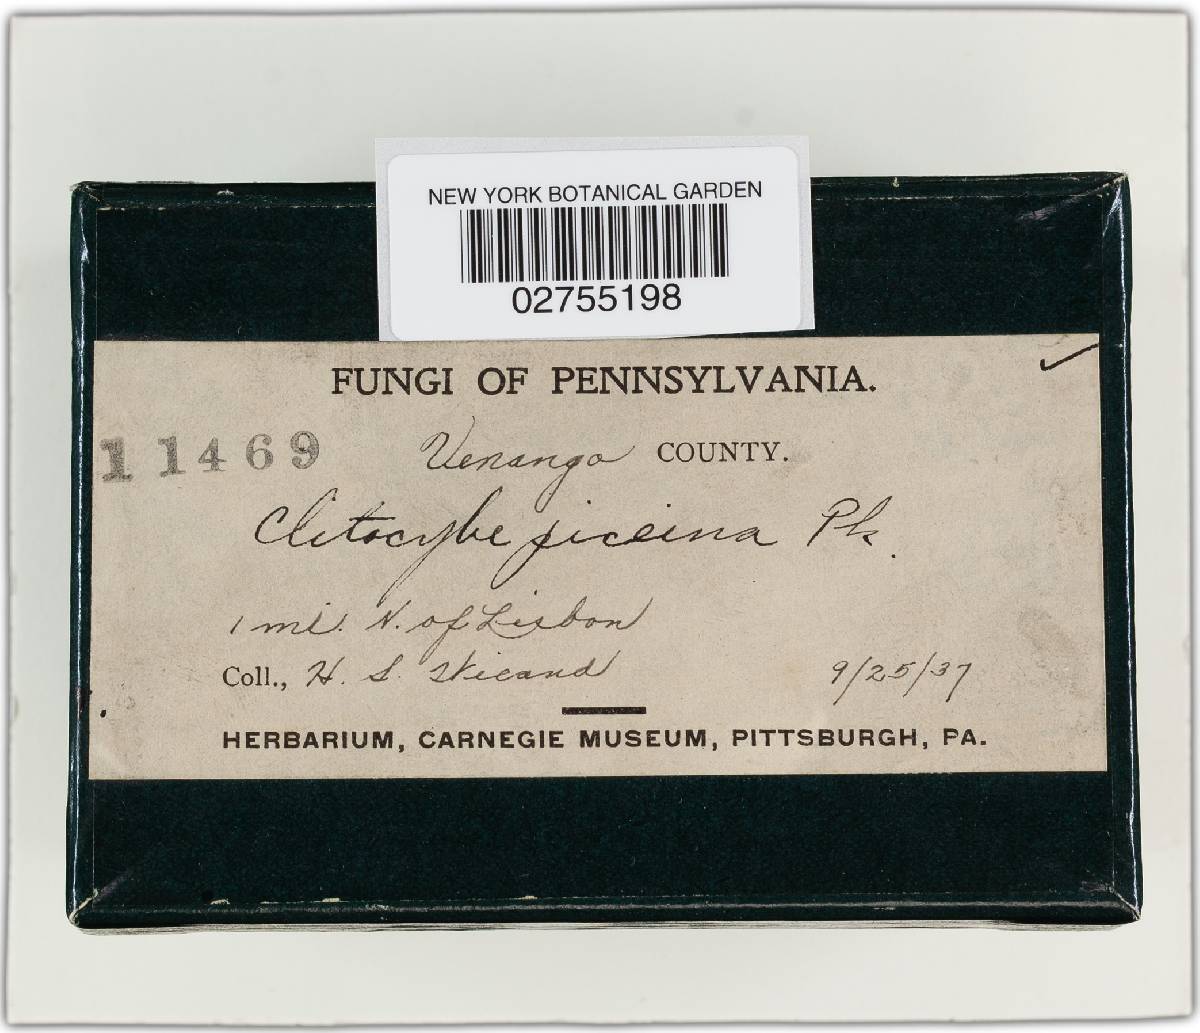 NEW YORK BOTANICAL GARDEN
02755198
FUNGI OF PENNSYLVANIA.
11469 Venango COUNTY.
Clitocybe piceina Pk.
1 mi. N. of Lisbon
Coll., H. S. Wieand 9/25/37
HERBARIUM, CARNEGIE MUSEUM, PITTSBURGH, PA.